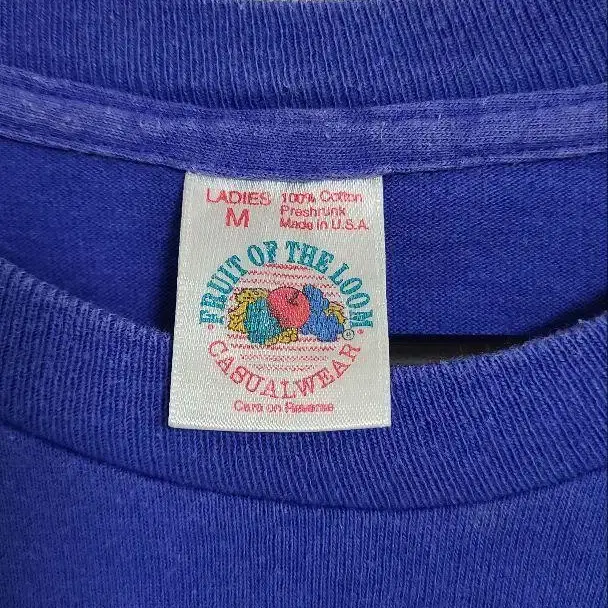 LADIES 100% Cotton
M Preshrunk
Made in U.S.A.
FRUIT OF THE LOOM
®
CASUALWEAR.
Care on Reverse